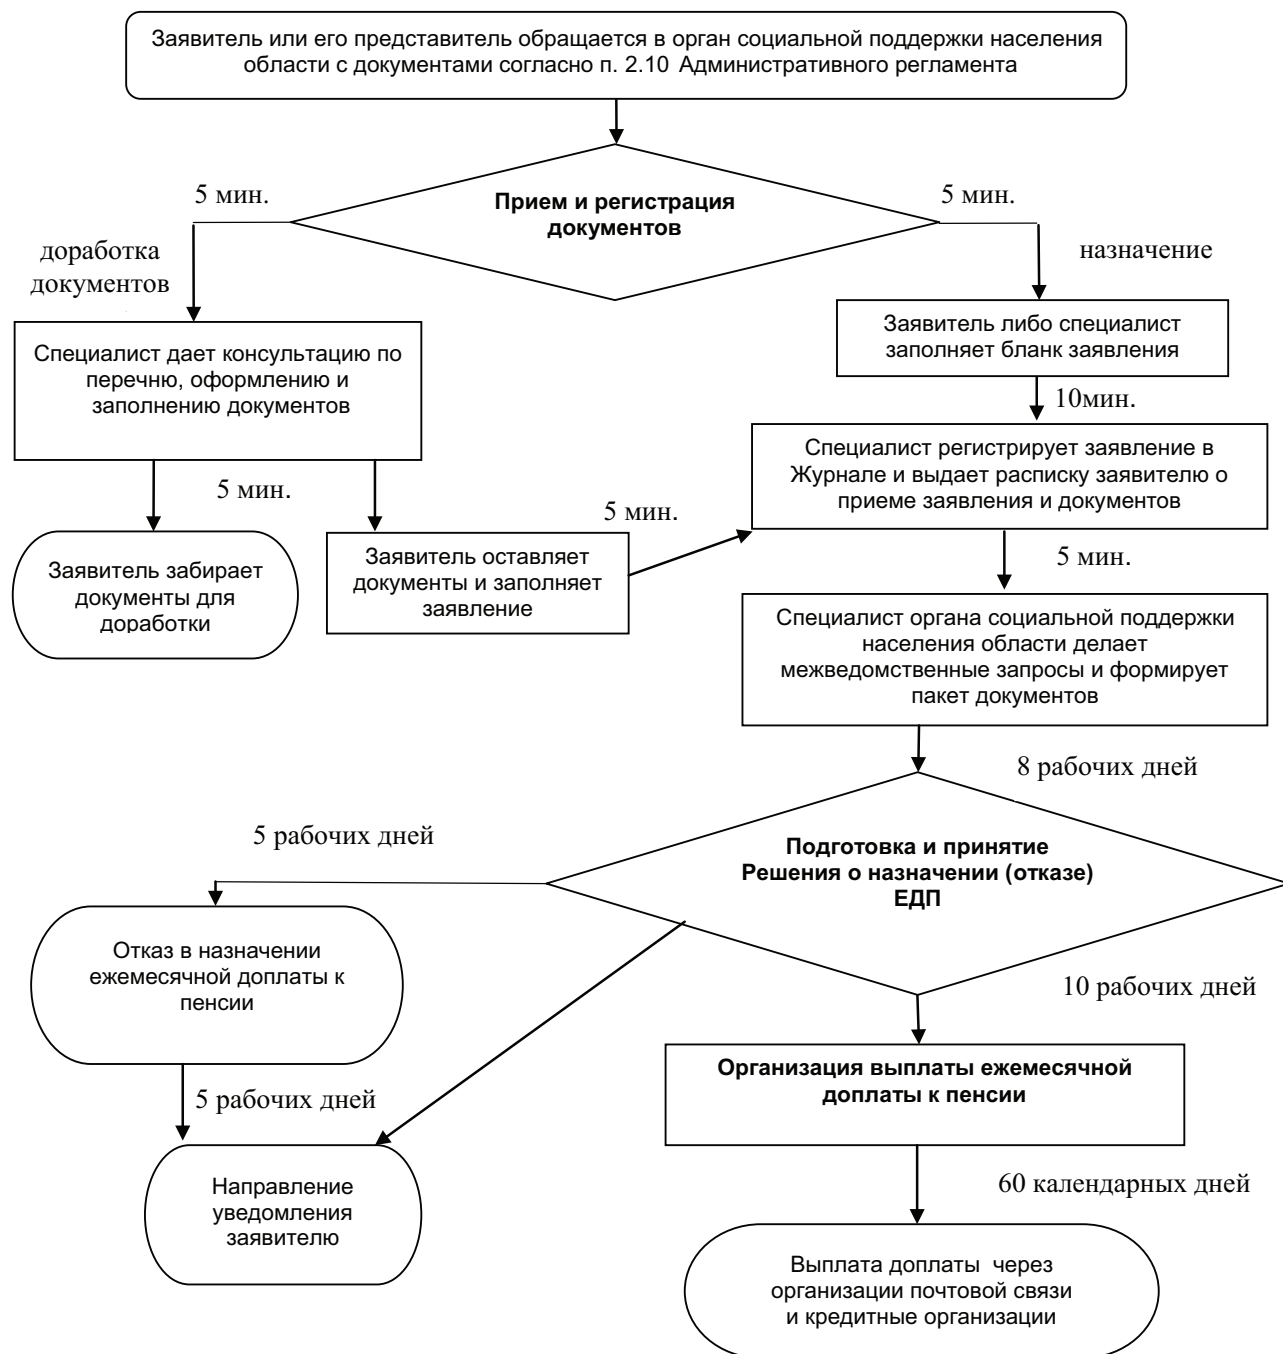 Заявитель или его представитель обращается в орган социальной поддержки населения
области с документами согласно п. 2.10 Административного регламента
5 мин.
5 мин.
Прием и регистрация
документов
доработка
документов
назначение
Заявитель либо специалист
заполняет бланк заявления
Специалист дает консультацию по
перечню, оформлению и
заполнению документов
10мин.
Специалист регистрирует заявление в
Журнале и выдает расписку заявителю о
приеме заявления и документов
5 мин.
5 мин.
Заявитель забирает
документы для
доработки
Заявитель оставляет
документы и заполняет
заявление
5 мин.
Специалист органа социальной поддержки
населения области делает
межведомственные запросы и формирует
пакет документов
8 рабочих дней
5 рабочих дней
Подготовка и принятие
Решения о назначении (отказе)
ЕДП
Отказ в назначении
ежемесячной доплаты к
пенсии
10 рабочих дней
Организация выплаты ежемесячной
доплаты к пенсии
5 рабочих дней
Направление
уведомления
заявителю
60 календарных дней
Выплата доплаты через
организации почтовой связи
и кредитные организации